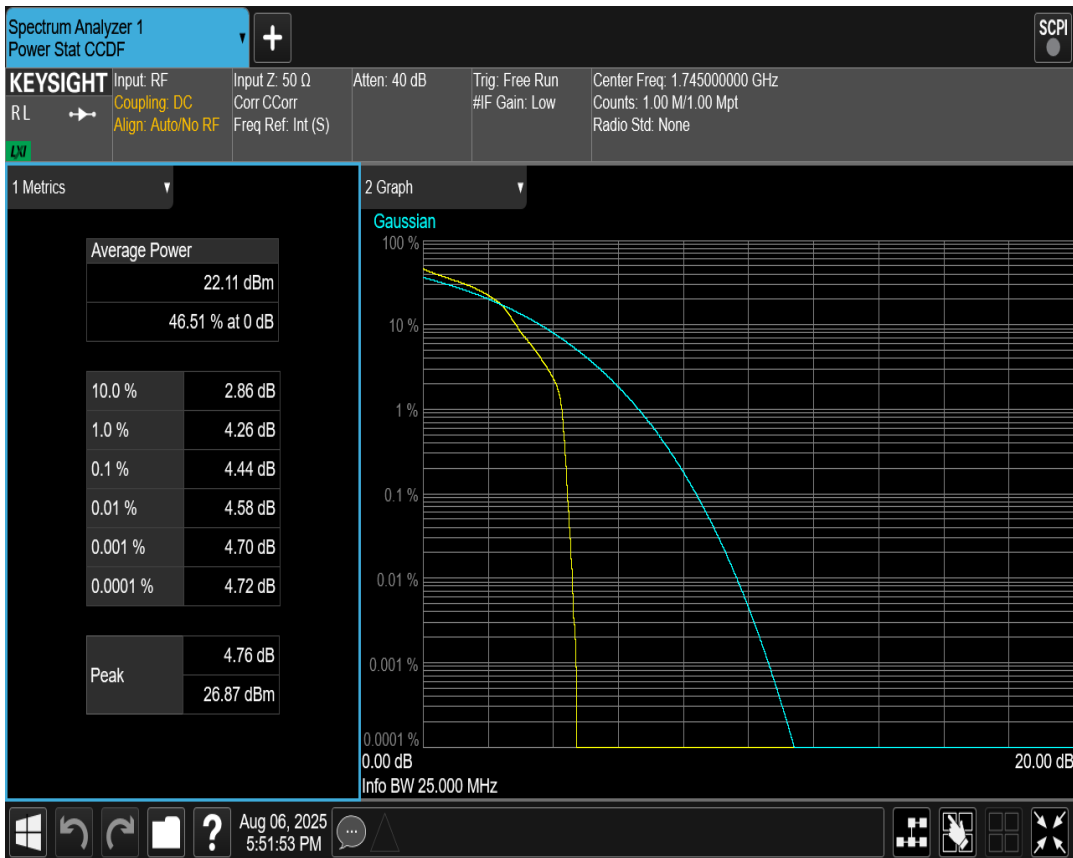 Spectrum Analyzer 1
Power Stat CCDF
SCPI
KEYSIGHT
RL
LXI
Input: RF
Coupling: DC
Align: Auto/No RF
Input Z: 50 Ω
Corr CCorr
Freq Ref: Int (S)
Atten: 40 dB
Trig: Free Run
#IF Gain: Low
Center Freq: 1.745000000 GHz
Counts: 1.00 M/1.00 Mpt
Radio Std: None
1 Metrics
Average Power
22.11 dBm
46.51 % at 0 dB
10.0 % 2.86 dB
1.0 % 4.26 dB
0.1 % 4.44 dB
0.01 % 4.58 dB
0.001 % 4.70 dB
0.0001 % 4.72 dB
Peak
4.76 dB
26.87 dBm
2 Graph
Gaussian
100 %
10 %
1 %
0.1 %
0.01 %
0.001 %
0.0001 %
0.00 dB
20.00 dB
Info BW 25.000 MHz
?
Aug 06, 2025
5:51:53 PM